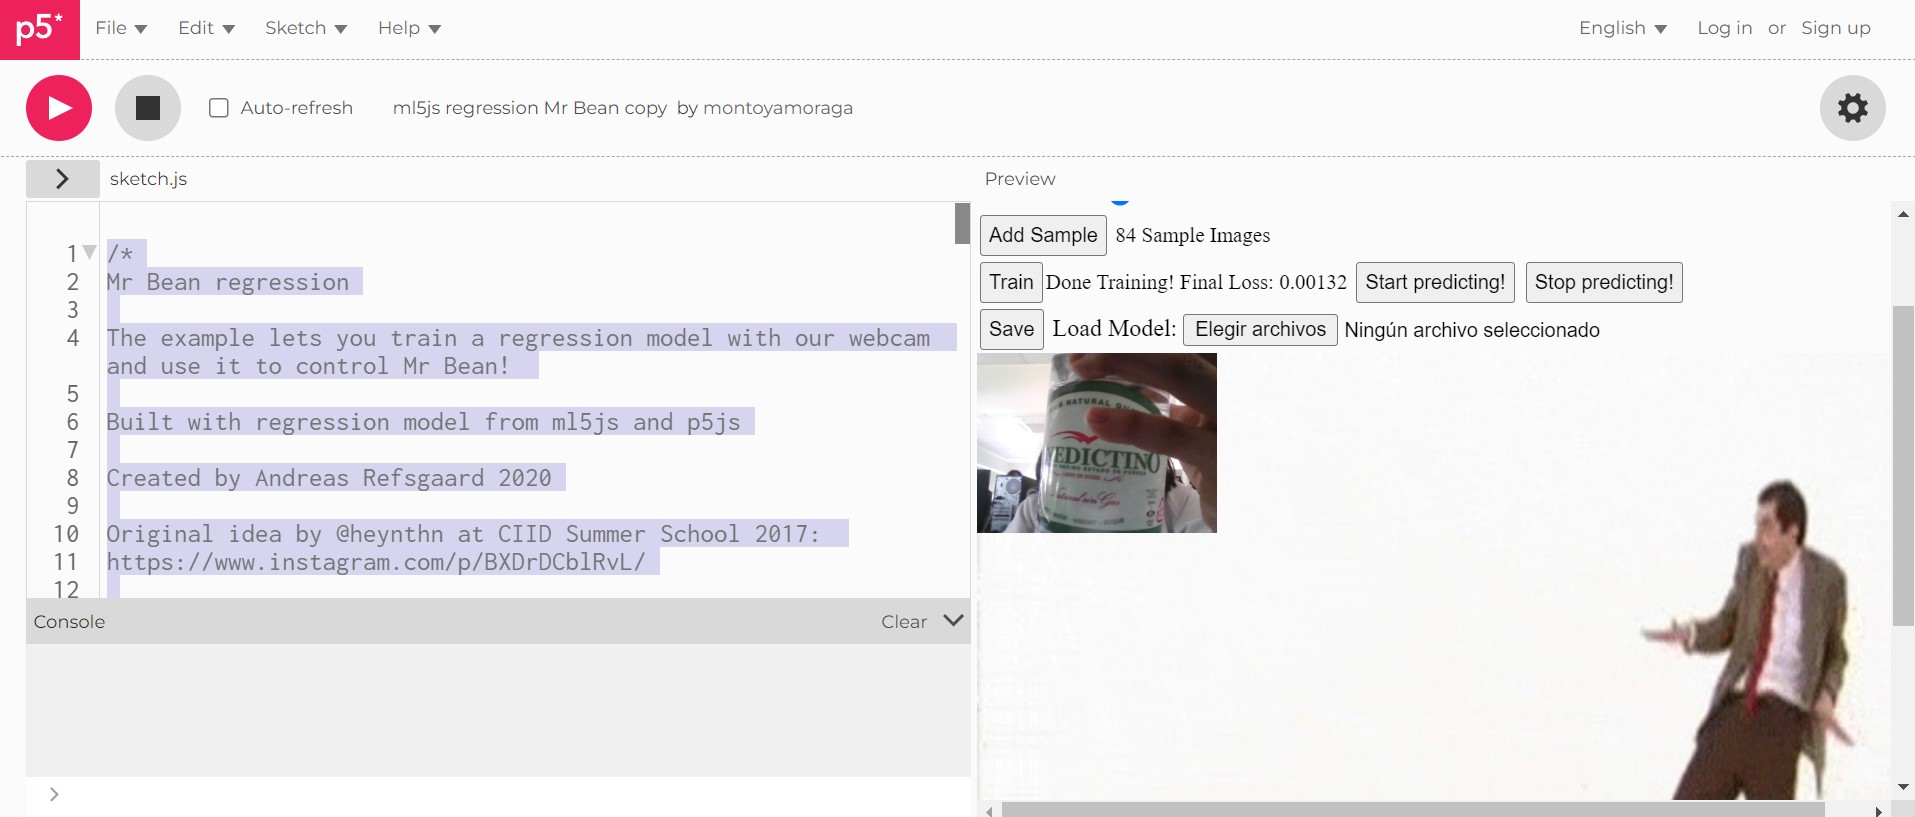 p5*
File Edit Sketch Help English Log in or Sign up
Auto-refresh ml5js regression Mr Bean copy by montoyamoraga
sketch.js
1 /*
2 Mr Bean regression
3
4 The example lets you train a regression model with our webcam
and use it to control Mr Bean!
5
6 Built with regression model from ml5js and p5js
7
8 Created by Andreas Refsgaard 2020
9
10 Original idea by @heynthn at CIID Summer School 2017:
11 https://www.instagram.com/p/BXDrDCblRvL/
12
Console Clear
>
Preview
Add Sample 84 Sample Images
Train Done Training! Final Loss: 0.00132 Start predicting! Stop predicting!
Save Load Model: Elegir archivos Ningún archivo seleccionado
NATURAL
EDICTINO
Natural sin Gas